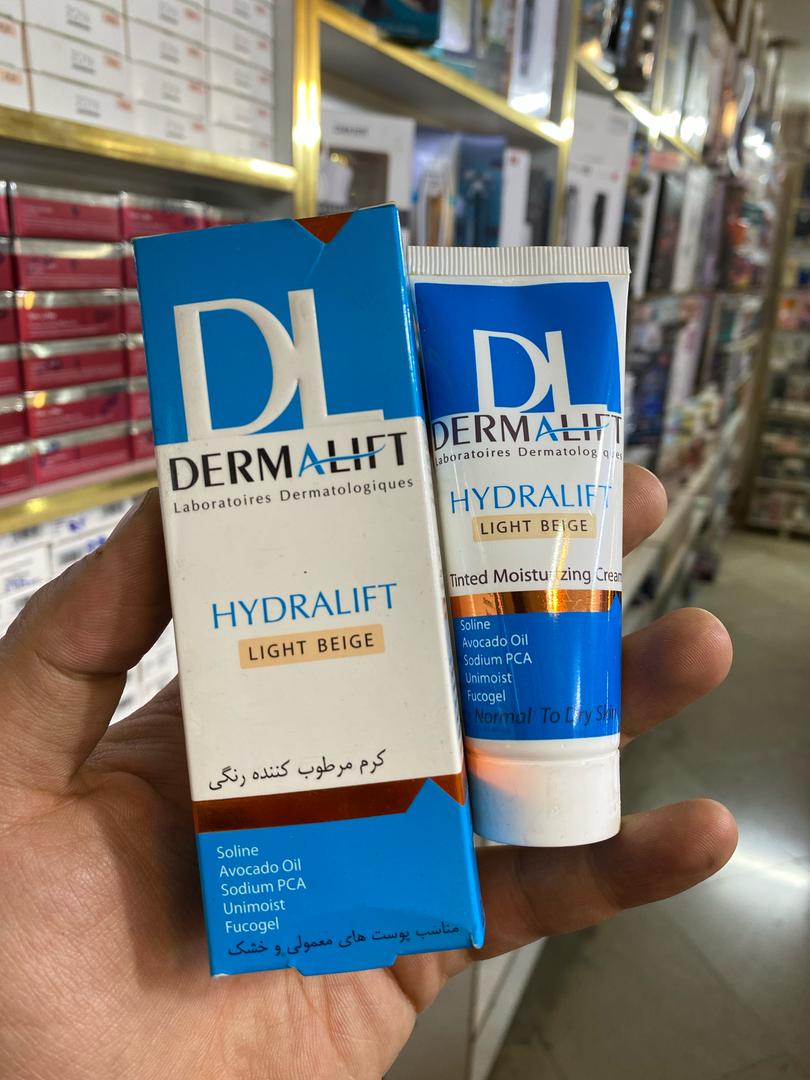 DL
DERMALIFT
Laboratoires Dermatologiques
HYDRALIFT
LIGHT BEIGE
کرم مرطوب کننده رنگی
Soline
Avocado Oil
Sodium PCA
Unimoist
Fucogel
مناسب پوست های معمولی و خشک
DL
DERMALIFT
Laboratoires Dermatologiques
HYDRALIFT
LIGHT BEIGE
Tinted Moisturizing Cream
Soline
Avocado Oil
Sodium PCA
Unimoist
Fucogel
Normal To Dry Skin